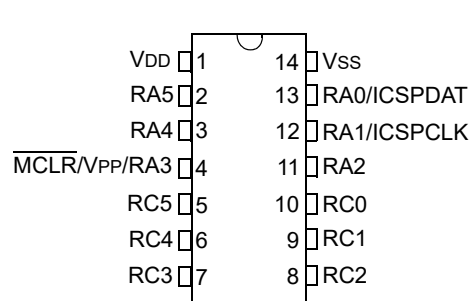 VDD 1 14 VSS
RA5 2 13 RA0/ICSPDAT
RA4 3 12 RA1/ICSPCLK
MCLR/VPP/RA3 4 11 RA2
RC5 5 10 RC0
RC4 6 9 RC1
RC3 7 8 RC2